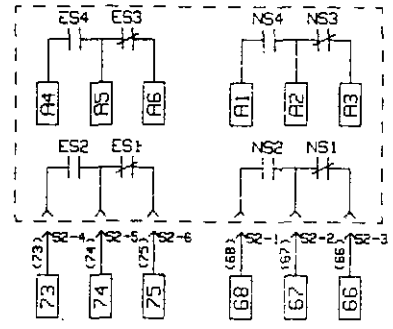 ES4 ES3 NS4 NS3
A4 A5 A6 A1 A2 A3
ES2 ES1 NS2 NS1
(73) S2-4 (74) S2-5 (75) S2-6 (68) S2-1 (67) S2-2 (66) S2-3
73 74 75 68 67 66